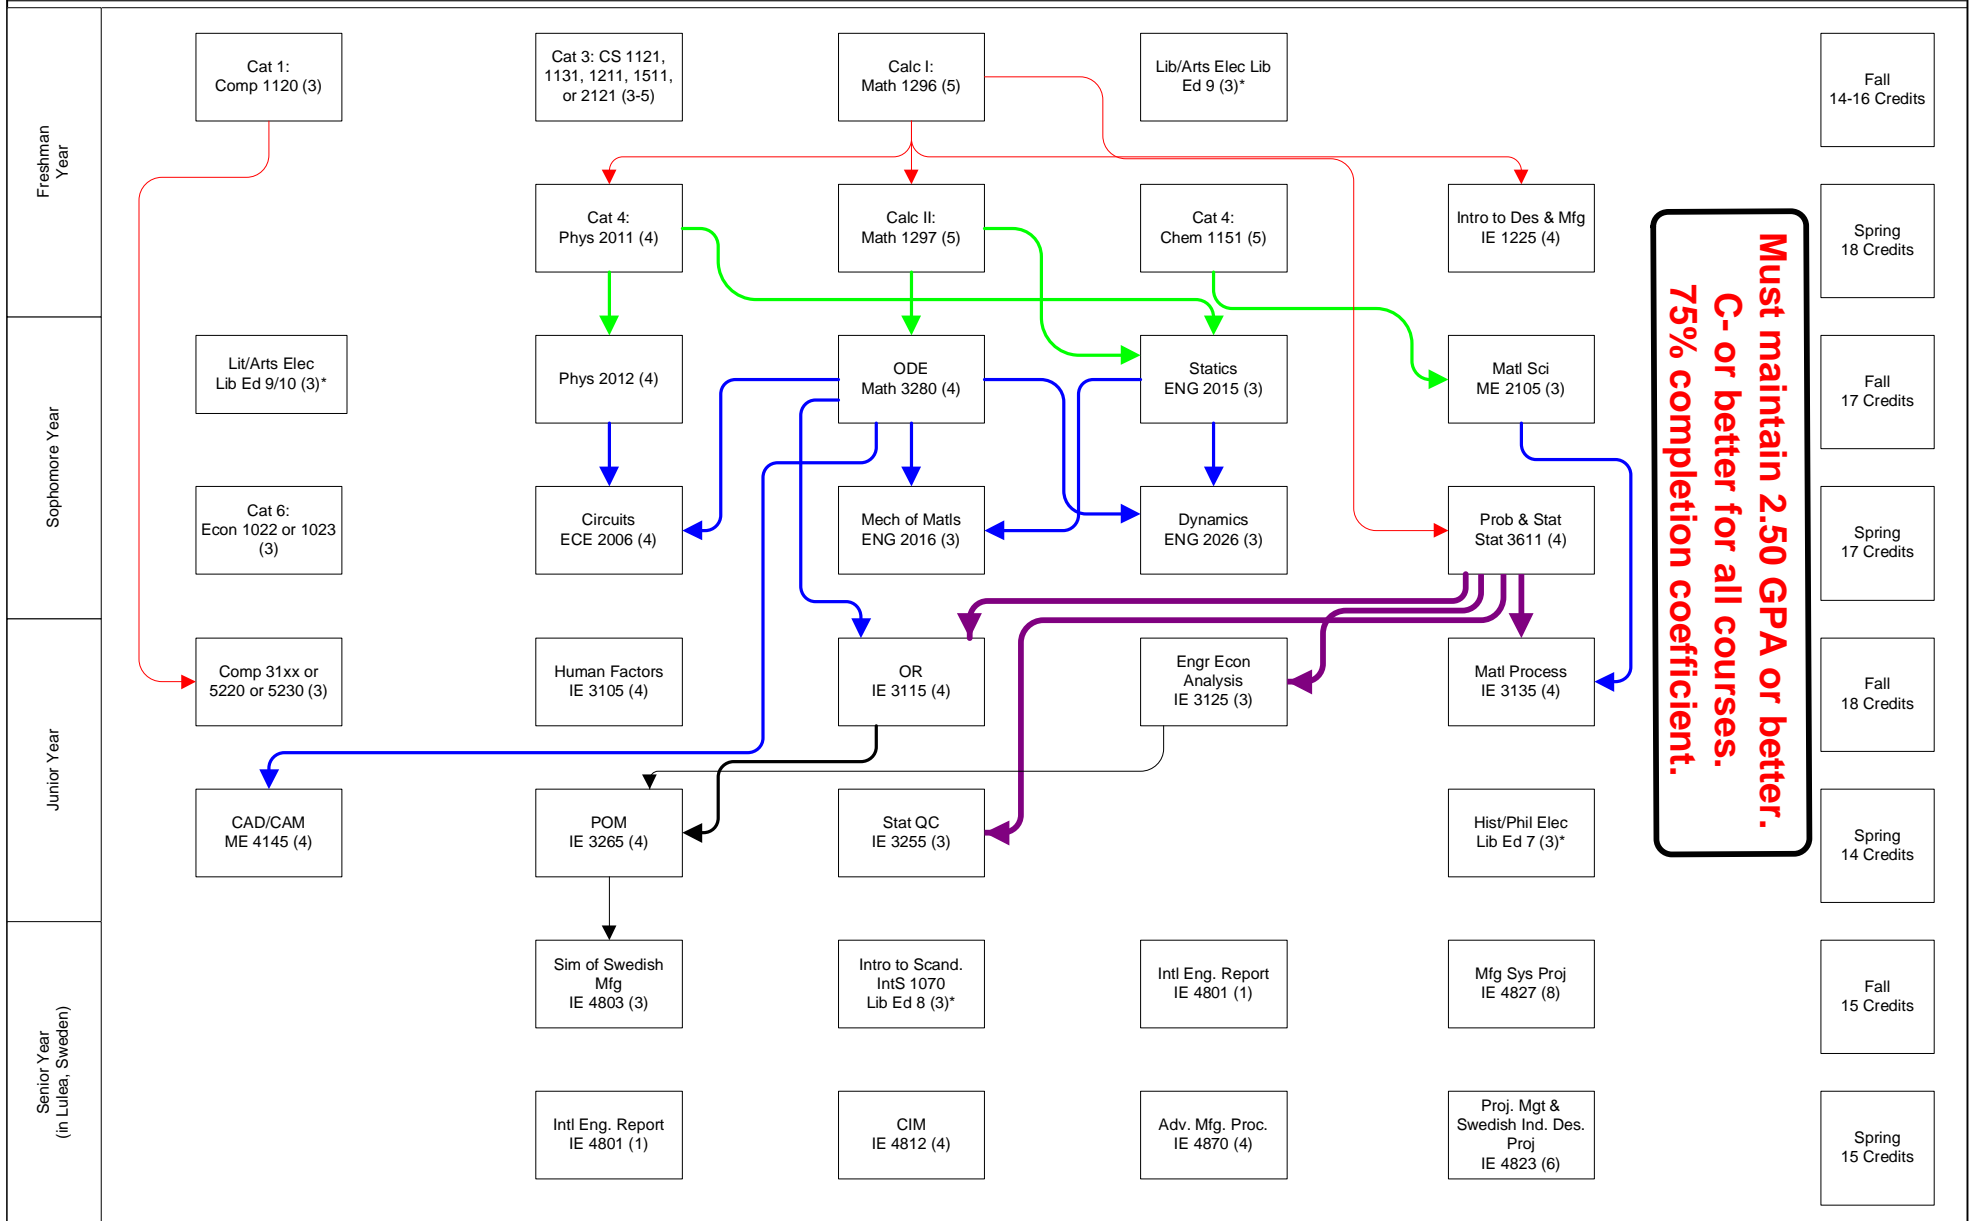 Freshman
Year
Cat 1:
Comp 1120 (3)
Cat 3: CS 1121,
1131, 1211, 1511,
or 2121 (3-5)
Calc I:
Math 1296 (5)
Lib/Arts Elec Lib
Ed 9 (3)*
Fall
14-16 Credits
Cat 4:
Phys 2011 (4)
Calc II:
Math 1297 (5)
Cat 4:
Chem 1151 (5)
Intro to Des & Mfg
IE 1225 (4)
Spring
18 Credits
Must maintain 2.50 GPA or better.
C- or better for all courses.
75% completion coefficient.
Sophomore Year
Lit/Arts Elec
Lib Ed 9/10 (3)*
Phys 2012 (4)
ODE
Math 3280 (4)
Statics
ENG 2015 (3)
Matl Sci
ME 2105 (3)
Fall
17 Credits
Cat 6:
Econ 1022 or 1023
(3)
Circuits
ECE 2006 (4)
Mech of Matls
ENG 2016 (3)
Dynamics
ENG 2026 (3)
Prob & Stat
Stat 3611 (4)
Spring
17 Credits
Junior Year
Comp 31xx or
5220 or 5230 (3)
Human Factors
IE 3105 (4)
OR
IE 3115 (4)
Engr Econ
Analysis
IE 3125 (3)
Matl Process
IE 3135 (4)
Fall
18 Credits
CAD/CAM
ME 4145 (4)
POM
IE 3265 (4)
Stat QC
IE 3255 (3)
Hist/Phil Elec
Lib Ed 7 (3)*
Spring
14 Credits
Senior Year
(in Lulea, Sweden)
Sim of Swedish
Mfg
IE 4803 (3)
Intro to Scand.
IntS 1070
Lib Ed 8 (3)*
Intl Eng. Report
IE 4801 (1)
Mfg Sys Proj
IE 4827 (8)
Fall
15 Credits
Intl Eng. Report
IE 4801 (1)
CIM
IE 4812 (4)
Adv. Mfg. Proc.
IE 4870 (4)
Proj. Mgt &
Swedish Ind. Des.
Proj
IE 4823 (6)
Spring
15 Credits